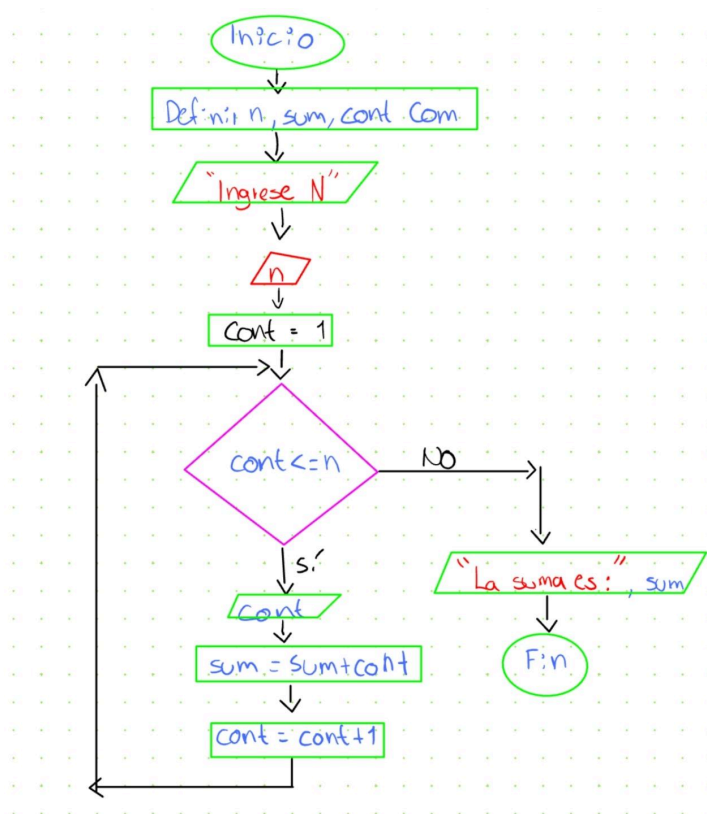 Inicio
Definir n, sum, cont Com
"Ingrese N"
n
Cont = 1
cont<=n
No
Sí
cont
sum = Sum+cont
cont = cont+1
"La suma es:", sum
Fin